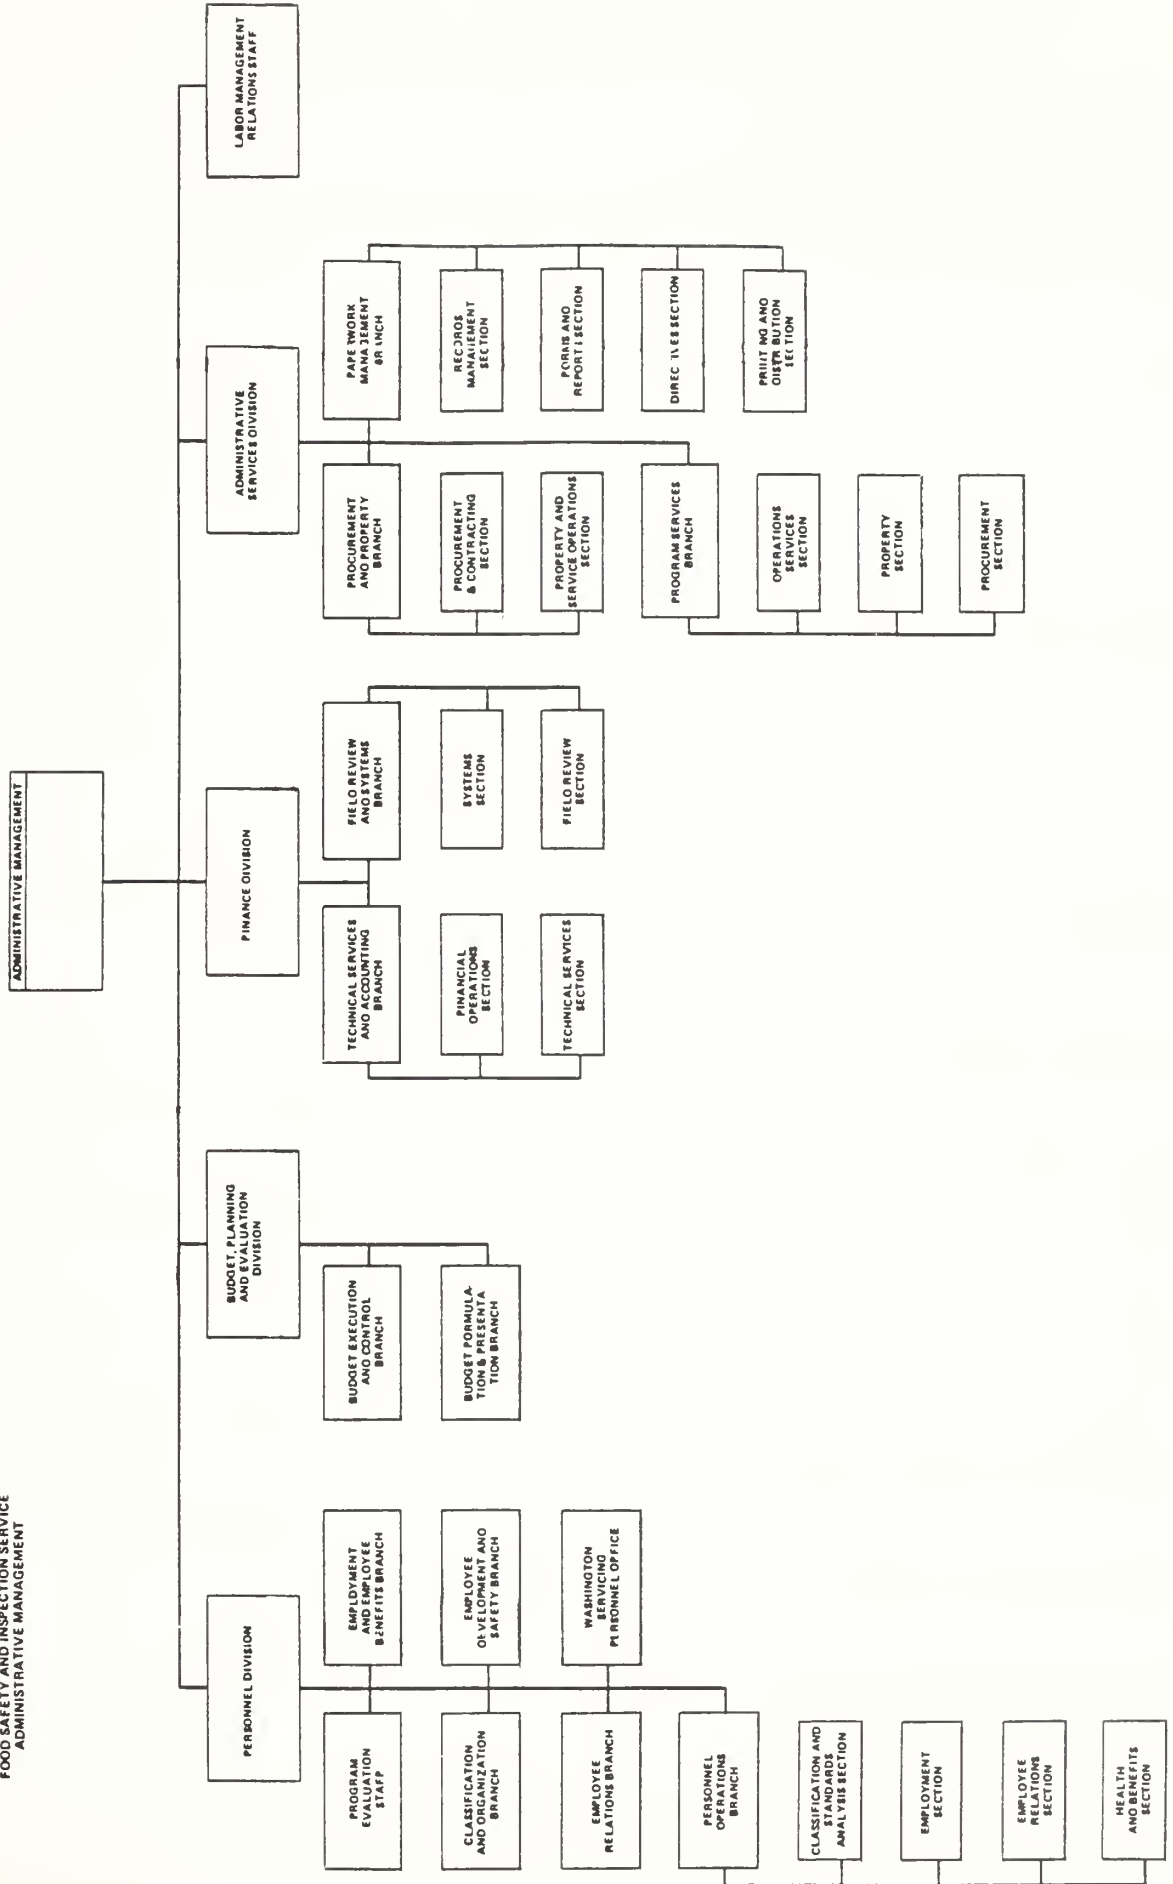 FOOD SAFETY AND INSPECTION SERVICE
ADMINISTRATIVE MANAGEMENT
ADMINISTRATIVE MANAGEMENT
PERSONNEL DIVISION
BUDGET, PLANNING
AND EVALUATION
DIVISION
FINANCE DIVISION
ADMINISTRATIVE
SERVICES DIVISION
LABOR MANAGEMENT
RELATIONS STAFF
PROGRAM
EVALUATION
STAFF
EMPLOYMENT
AND EMPLOYEE
BENEFITS BRANCH
CLASSIFICATION
AND ORGANIZATION
BRANCH
EMPLOYEE
DEVELOPMENT AND
SAFETY BRANCH
EMPLOYEE
RELATIONS BRANCH
WASHINGTON
SERVICING
PERSONNEL OFFICE
PERSONNEL
OPERATIONS
BRANCH
CLASSIFICATION AND
STANDARDS
ANALYSIS SECTION
EMPLOYMENT
SECTION
EMPLOYEE
RELATIONS
SECTION
HEALTH
AND BENEFITS
SECTION
BUDGET EXECUTION
AND CONTROL
BRANCH
BUDGET FORMULA-
TION & PRESENTA
TION BRANCH
TECHNICAL SERVICES
AND ACCOUNTING
BRANCH
FINANCIAL
OPERATIONS
SECTION
TECHNICAL SERVICES
SECTION
FIELD REVIEW
AND SYSTEMS
BRANCH
SYSTEMS
SECTION
FIELD REVIEW
SECTION
PROCUREMENT
AND PROPERTY
BRANCH
PROCUREMENT
& CONTRACTING
SECTION
PROPERTY AND
SERVICE OPERATIONS
SECTION
PROGRAM SERVICES
BRANCH
OPERATIONS
SERVICES
SECTION
PROPERTY
SECTION
PROCUREMENT
SECTION
PAPERWORK
MANAGEMENT
BRANCH
RECORDS
MANAGEMENT
SECTION
FORMS AND
REPORTS SECTION
DIRECTIVES SECTION
PRINTING AND
DISTRIBUTION
SECTION